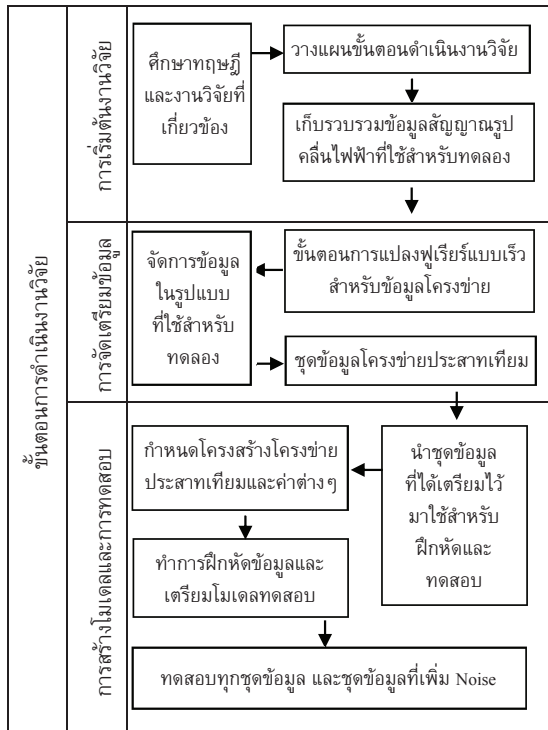 ขั้นตอนการดำเนินงานวิจัย
การเริ่มต้นงานวิจัย
ศึกษาทฤษฎี
และงานวิจัยที่
เกี่ยวข้อง
วางแผนขั้นตอนดำเนินงานวิจัย
เก็บรวบรวมข้อมูลสัญญาณรูป
คลื่นไฟฟ้าที่ใช้สำหรับทดลอง
การจัดเตรียมข้อมูล
ขั้นตอนการแปลงฟูเรียร์แบบเร็ว
สำหรับข้อมูลโครงข่าย
จัดการข้อมูล
ในรูปแบบ
ที่ใช้สำหรับ
ทดลอง
ชุดข้อมูลโครงข่ายประสาทเทียม
การสร้างโมเดลและการทดสอบ
นำชุดข้อมูล
ที่ได้เตรียมไว้
มาใช้สำหรับ
ฝึกหัดและ
ทดสอบ
กำหนดโครงสร้างโครงข่าย
ประสาทเทียมและค่าต่างๆ
ทำการฝึกหัดข้อมูลและ
เตรียมโมเดลทดสอบ
ทดสอบทุกชุดข้อมูล และชุดข้อมูลที่เพิ่ม Noise